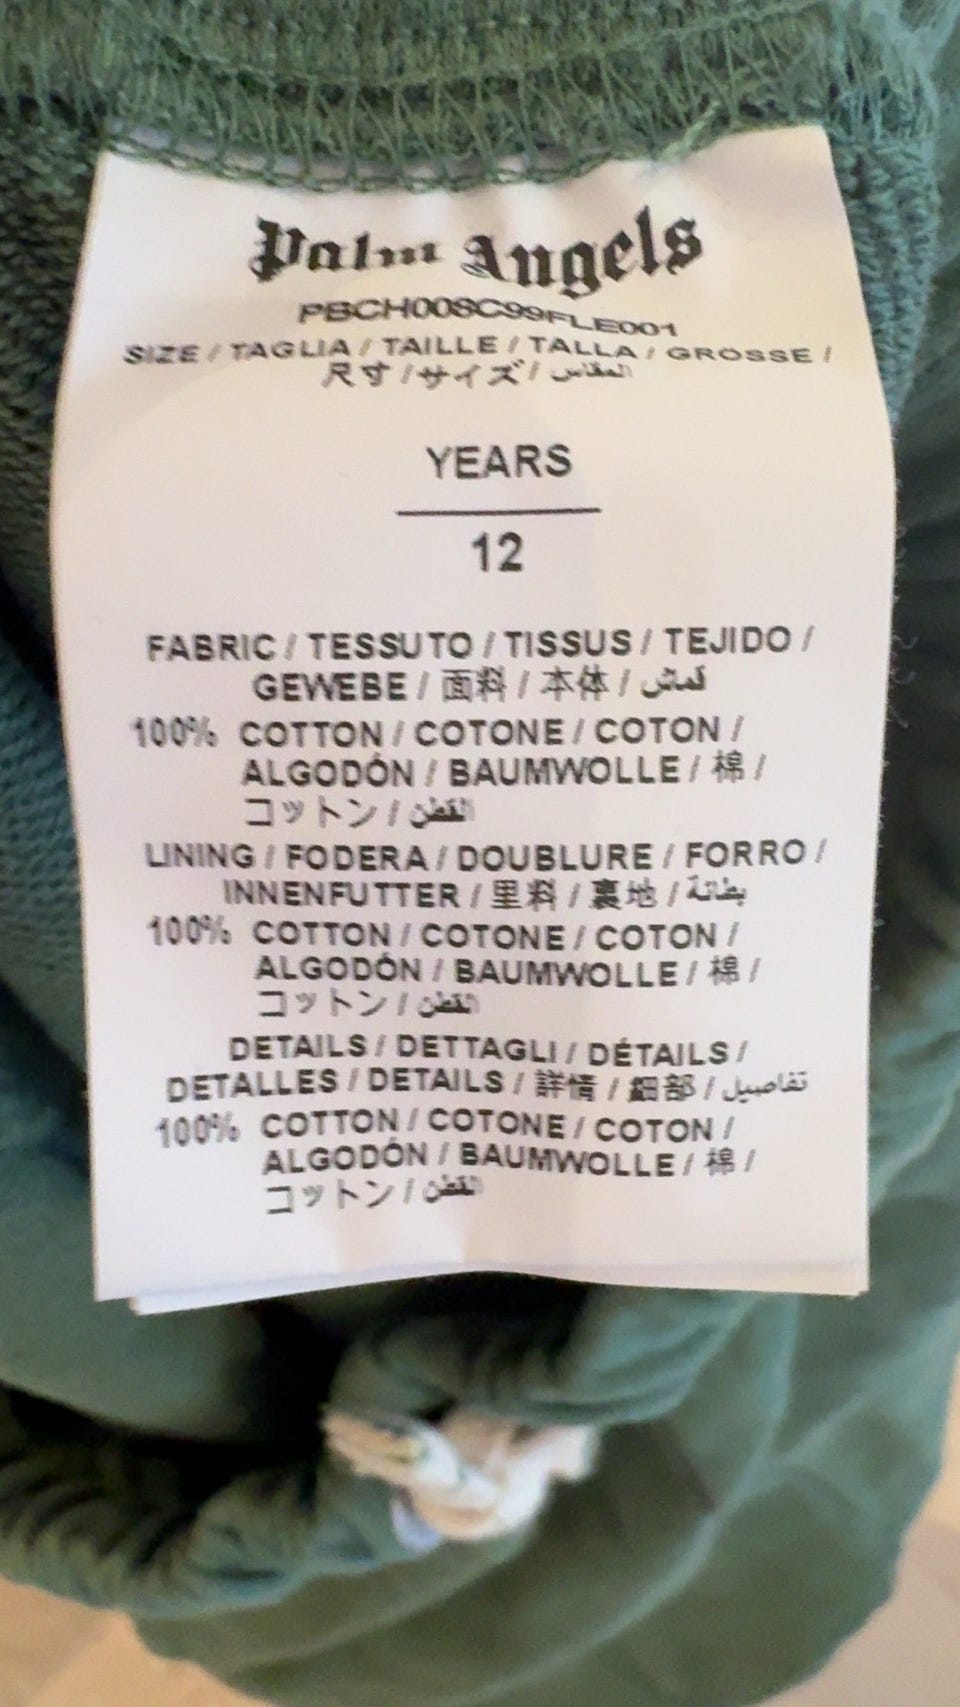 Palm Angels
PBCH008C99FLE001
SIZE / TAGLIA / TAILLE / TALLA / GRÖSSE /
尺寸 / サイズ / المقاس
YEARS
12
FABRIC / TESSUTO / TISSUS / TEJIDO /
GEWEBE / 面料 / 本体 / قماش
100% COTTON / COTONE / COTON /
ALGODÓN / BAUMWOLLE / 棉 /
コットン / القطن
LINING / FODERA / DOUBLURE / FORRO /
INNENFUTTER / 里料 / 裏地 / بطانة
100% COTTON / COTONE / COTON /
ALGODÓN / BAUMWOLLE / 棉 /
コットン / القطن
DETAILS / DETTAGLI / DÉTAILS /
DETALLES / DETAILS / 詳情 / 細部 / تفاصيل
100% COTTON / COTONE / COTON /
ALGODÓN / BAUMWOLLE / 棉 /
コットン / القطن